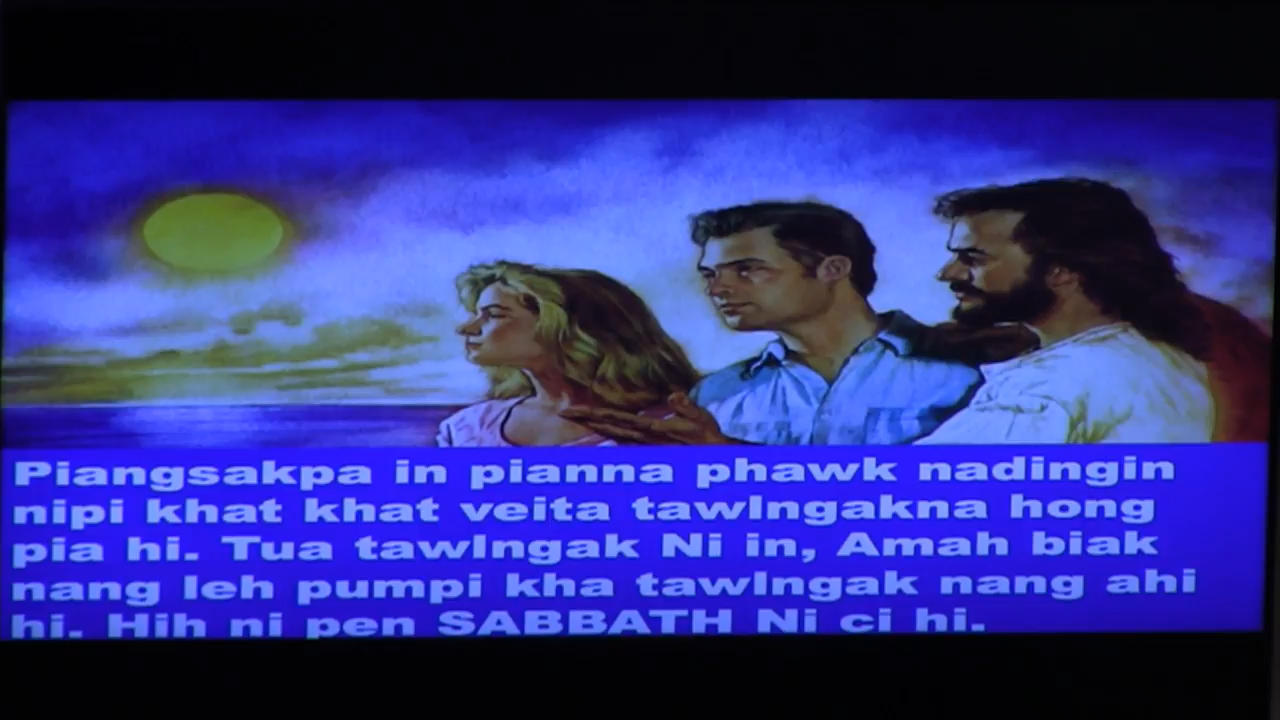 Piangsakpa in pianna phawk nadingin
nipi khat khat veita tawlngakna hong
pia hi. Tua tawlngak Ni in, Amah biak
nang leh pumpi kha tawlngak nang ahi
hi. Hih ni pen SABBATH Ni ci hi.